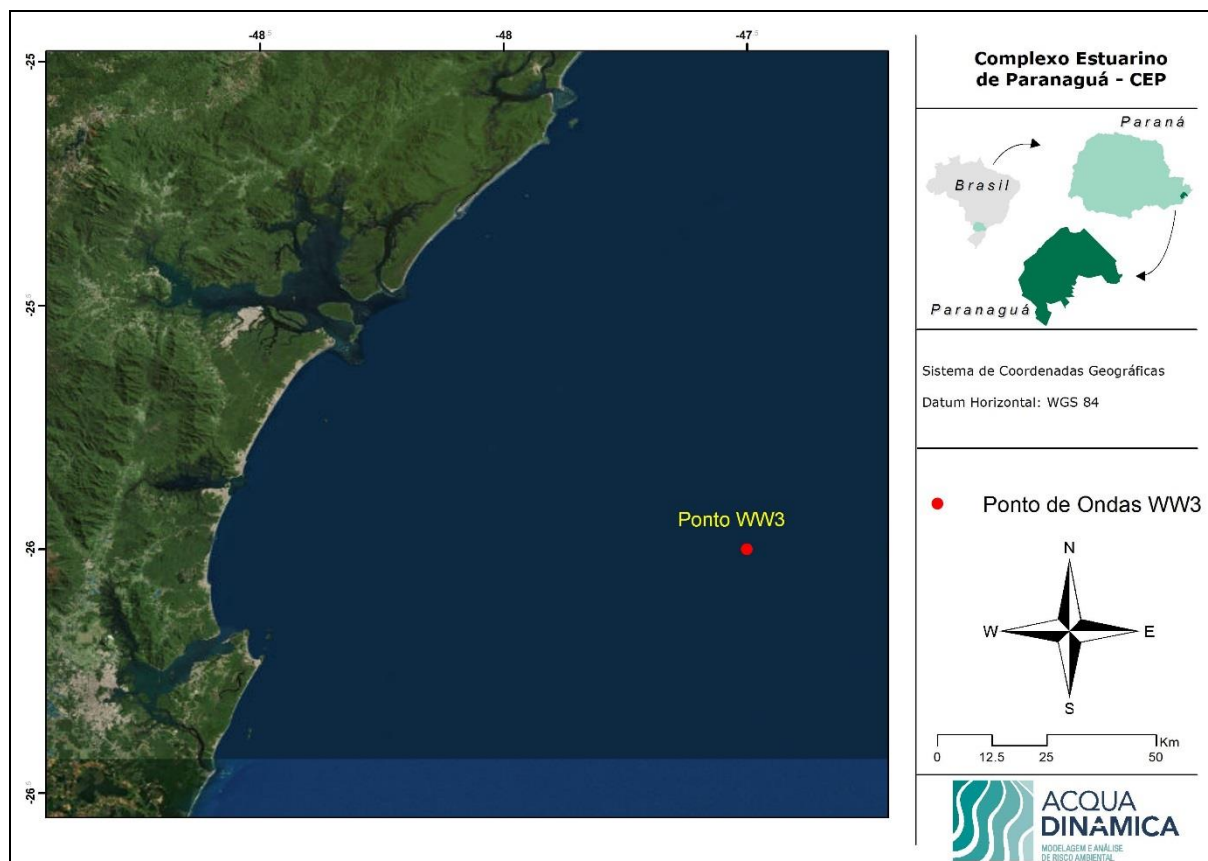 -48.5
-48
-47.5
-25
-25.5
-26
-26.5
Ponto WW3
Complexo Estuarino
de Paranaguá - CEP
Paraná
Brasil
Paranaguá
Sistema de Coordenadas Geográficas
Datum Horizontal: WGS 84
Ponto de Ondas WW3
N
W
E
S
Km
0
12.5
25
50
ACQUA
DINÂMICA
MODELAGEM E ANÁLISE
DE RISCO AMBIENTAL